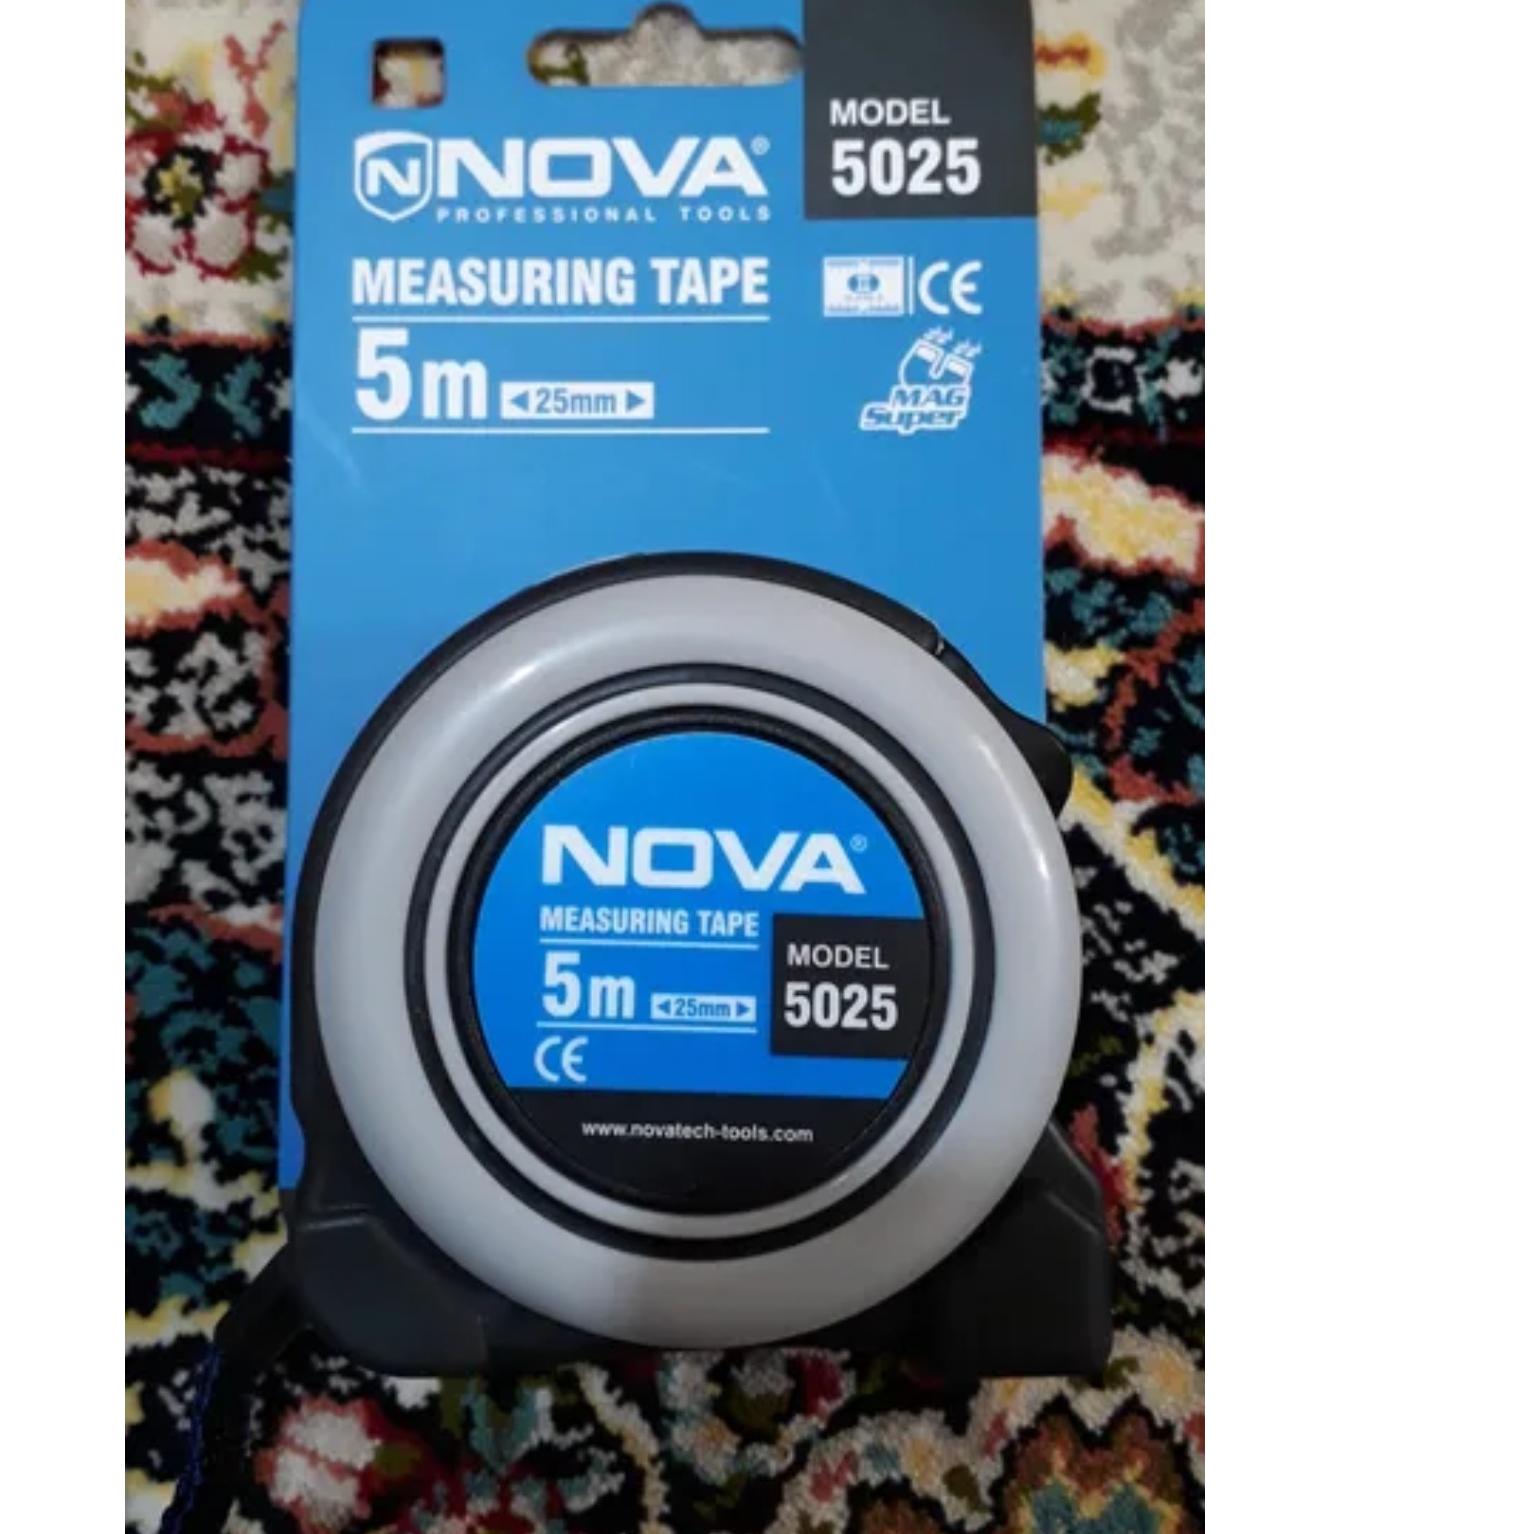 MODEL
5025
N NOVA®
PROFESSIONAL TOOLS
MEASURING TAPE
5m 25mm
CE
MAG
Super
NOVA®
MEASURING TAPE
5m 25mm
MODEL
5025
CE
www.novatech-tools.com